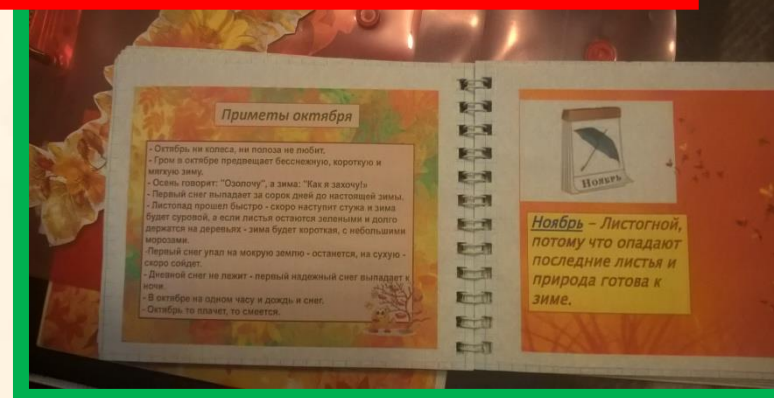 Приметы октября
- Октябрь ни колеса, ни полоза не любит.
- Гром в октябре предвещает бесснежную, короткую и
мягкую зиму.
- Осень говорит: "Озолочу", а зима: "Как я захочу!»
- Первый снег выпадает за сорок дней до настоящей зимы.
- Листопад прошел быстро - скоро наступит стужа и зима
будет суровой, а если листья остаются зелеными и долго
держатся на деревьях - зима будет короткая, с небольшими
морозами.
-Первый снег упал на мокрую землю - останется, на сухую -
скоро сойдет.
- Дневной снег не лежит - первый надежный снег выпадает к
ночи.
- В октябре на одном часу и дождь и снег.
- Октябрь то плачет, то смеется.
Ноябрь
Ноябрь – Листогной,
потому что опадают
последние листья и
природа готова к
зиме.